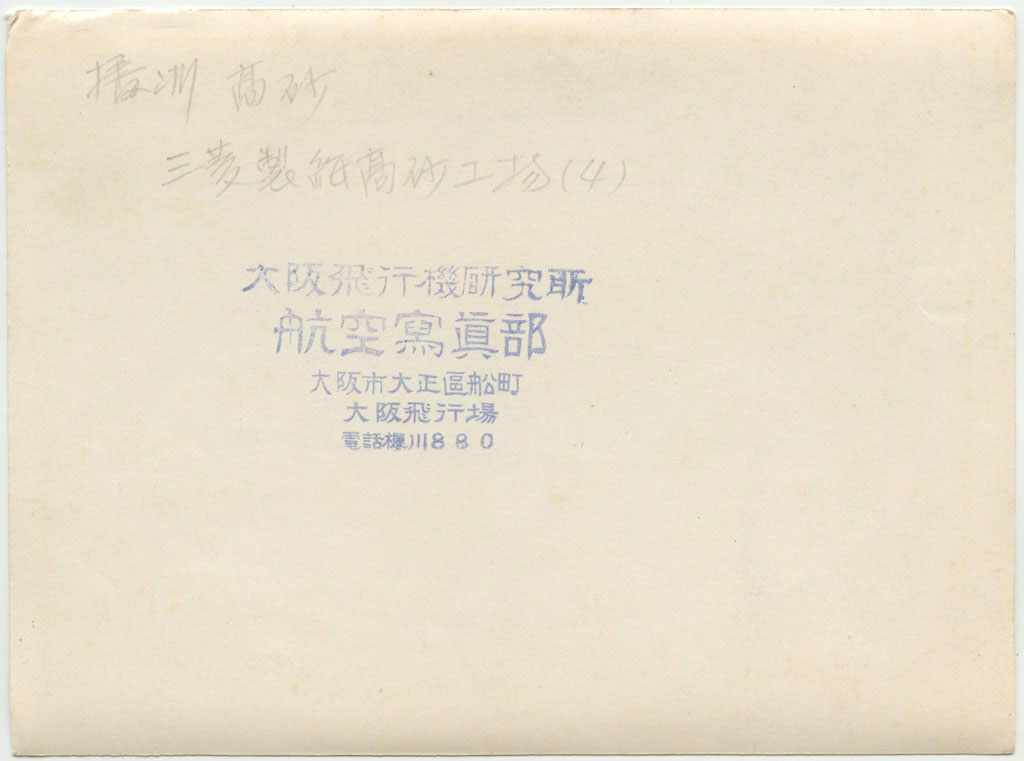 播州 高砂
三菱製紙高砂工場(4)
大阪飛行機研究所
航空寫眞部
大阪市大正區船町
大阪飛行場
電話櫻川880